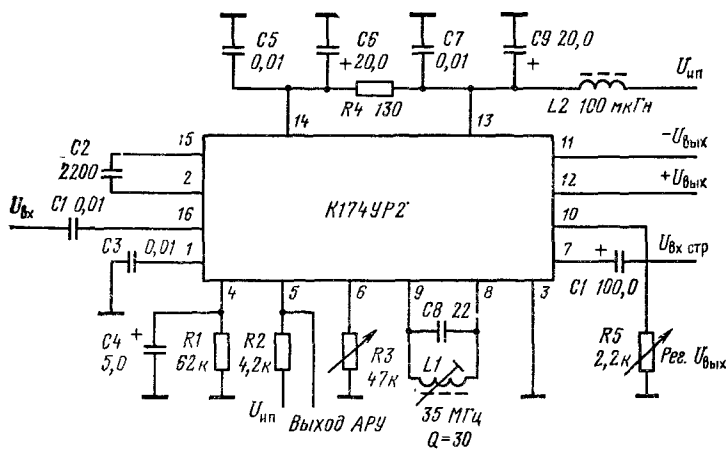 C5
0,01
C6
+20,0
C7
0,01
C9 20,0
+
R4 130
L2 100 мкГн
Uип
14
13
15
2
16
1
C2
2200
C1 0,01
Uвх
C3 0,01
К174УР2
11
12
10
7
−Uвых
+Uвых
Uвх стр
+
C1 100,0
4
5
6
9
8
3
C4 +
5,0
R1
62к
R2
4,2к
R3
47к
C8 22
L1
35 МГц
Q=30
Uип
Выход АРУ
R5
2,2к
Рег. Uвых